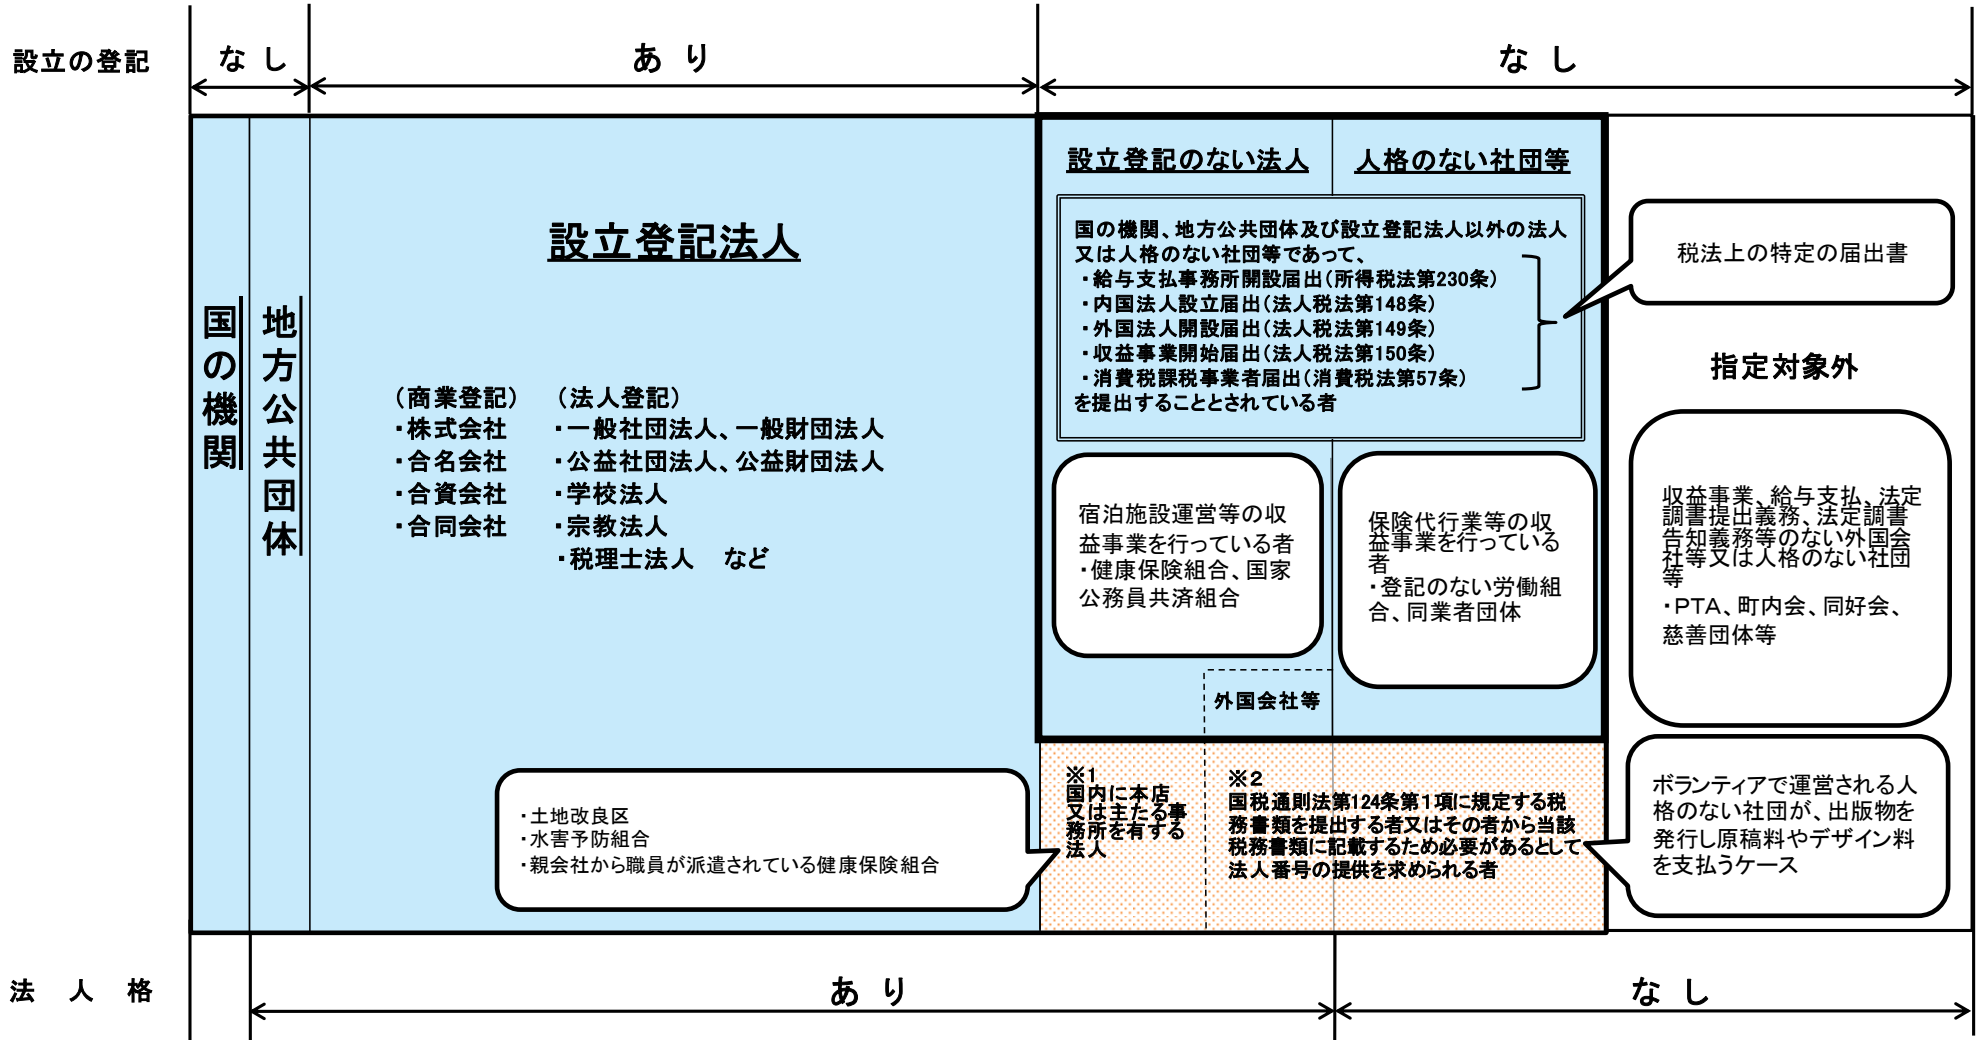 設立の登記
なし
あり
なし
国の機関
地方公共団体
設立登記法人
（商業登記）
・株式会社
・合名会社
・合資会社
・合同会社
（法人登記）
・一般社団法人、一般財団法人
・公益社団法人、公益財団法人
・学校法人
・宗教法人
・税理士法人　など
設立登記のない法人
人格のない社団等
国の機関、地方公共団体及び設立登記法人以外の法人
又は人格のない社団等であって、
・給与支払事務所開設届出（所得税法第230条）
・内国法人設立届出（法人税法第148条）
・外国法人開設届出（法人税法第149条）
・収益事業開始届出（法人税法第150条）
・消費税課税事業者届出（消費税法第57条）
を提出することとされている者
税法上の特定の届出書
指定対象外
宿泊施設運営等の収
益事業を行っている者
・健康保険組合、国家
公務員共済組合
保険代行業等の収
益事業を行っている
者
・登記のない労働組
合、同業者団体
収益事業、給与支払、法定
調書提出義務、法定調書
告知義務等のない外国会
社等又は人格のない社団
等
・PTA、町内会、同好会、
慈善団体等
外国会社等
・土地改良区
・水害予防組合
・親会社から職員が派遣されている健康保険組合
※1
国内に本店
又は主たる事
務所を有する
法人
※2
国税通則法第124条第１項に規定する税
務書類を提出する者又はその者から当該
税務書類に記載するため必要があるとして
法人番号の提供を求められる者
ボランティアで運営される人
格のない社団が、出版物を
発行し原稿料やデザイン料
を支払うケース
法　人　格
あり
なし